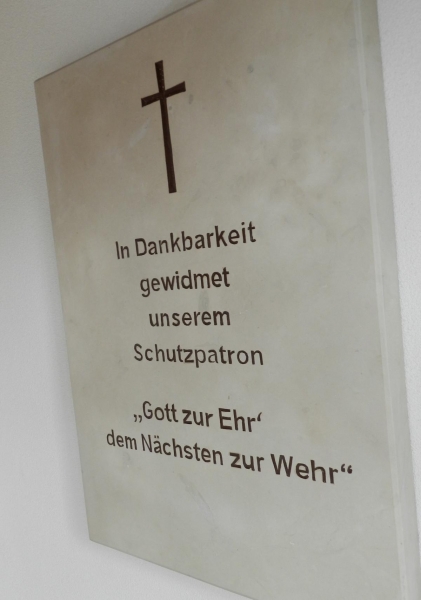 In Dankbarkeit
gewidmet
unserem
Schutzpatron
„Gott zur Ehr‘
dem Nächsten zur Wehr“